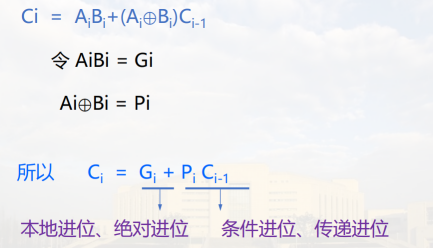 Ci = AᵢBᵢ+(Aᵢ⊕Bᵢ)Cᵢ₋₁
令 AiBi = Gi
Ai⊕Bi = Pi
所以 Cᵢ = Gᵢ + Pᵢ Cᵢ₋₁
本地进位、绝对进位 条件进位、传递进位